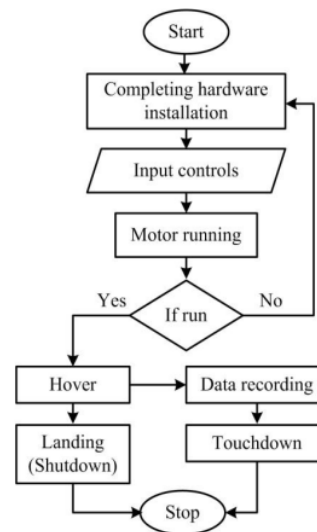 Start
Completing hardware
installation
Input controls
Motor running
Yes
If run
No
Hover
Data recording
Landing
(Shutdown)
Touchdown
Stop